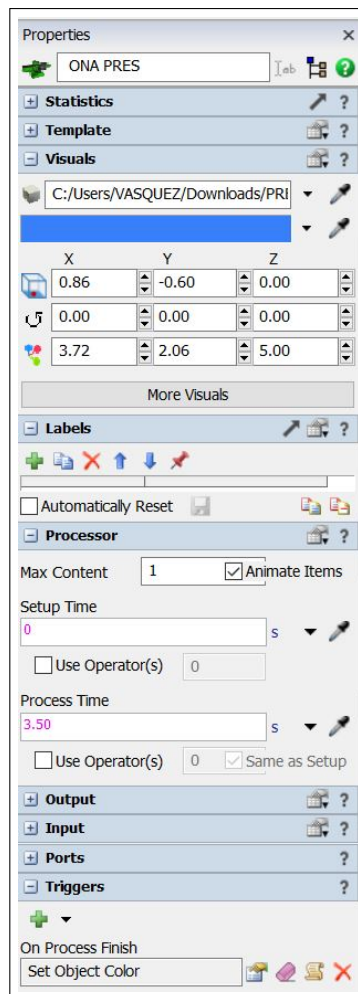 Properties
ONA PRES
Statistics
Template
Visuals
C:/Users/VASQUEZ/Downloads/PRE
X Y Z
0.86 -0.60 0.00
0.00 0.00 0.00
3.72 2.06 5.00
More Visuals
Labels
Automatically Reset
Processor
Max Content 1 Animate Items
Setup Time
0 s
Use Operator(s) 0
Process Time
3.50 s
Use Operator(s) 0 Same as Setup
Output
Input
Ports
Triggers
On Process Finish
Set Object Color